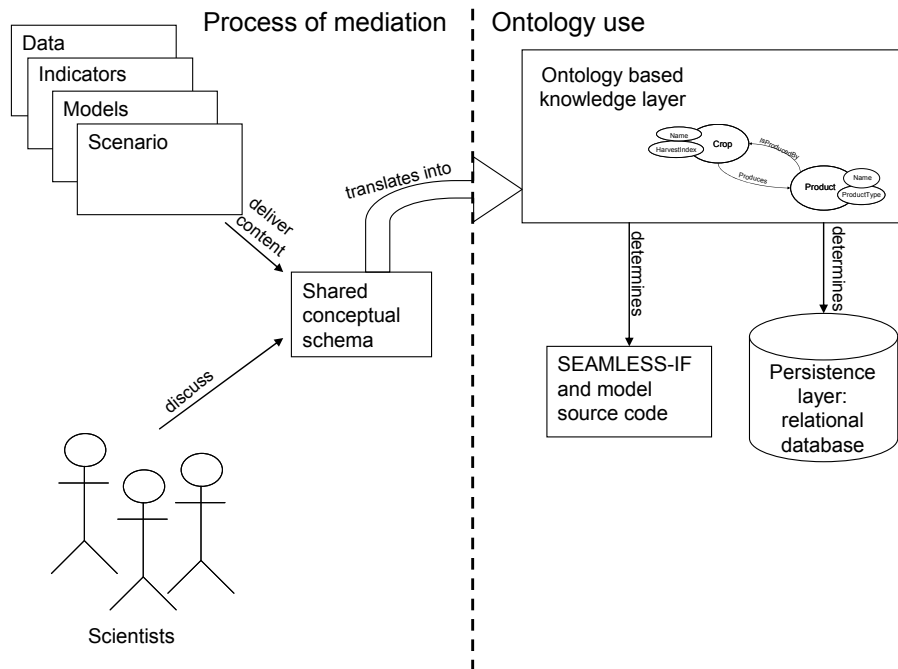 Process of mediation
Ontology use
Data
Indicators
Models
Scenario
deliver
content
translates into
Shared
conceptual
schema
discuss
Scientists
Ontology based
knowledge layer
Name
HarvestIndex
Crop
isProducedBy
Produces
Product
Name
ProductType
determines
determines
SEAMLESS-IF
and model
source code
Persistence
layer:
relational
database